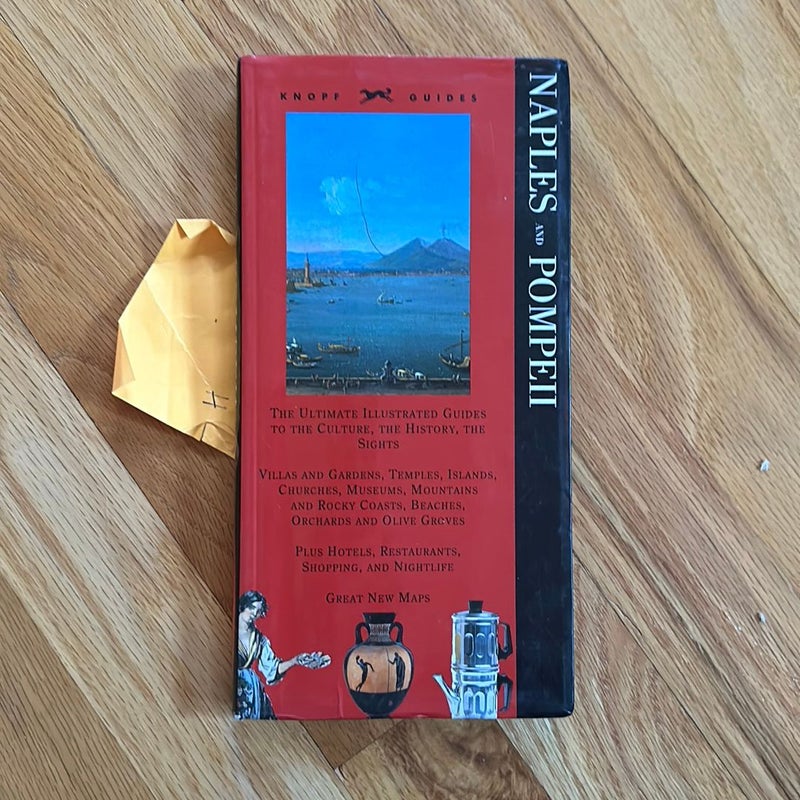 KNOPF GUIDES
NAPLES AND POMPEII
THE ULTIMATE ILLUSTRATED GUIDES
TO THE CULTURE, THE HISTORY, THE
SIGHTS
VILLAS AND GARDENS, TEMPLES, ISLANDS,
CHURCHES, MUSEUMS, MOUNTAINS
AND ROCKY COASTS, BEACHES,
ORCHARDS AND OLIVE GROVES
PLUS HOTELS, RESTAURANTS,
SHOPPING, AND NIGHTLIFE
GREAT NEW MAPS